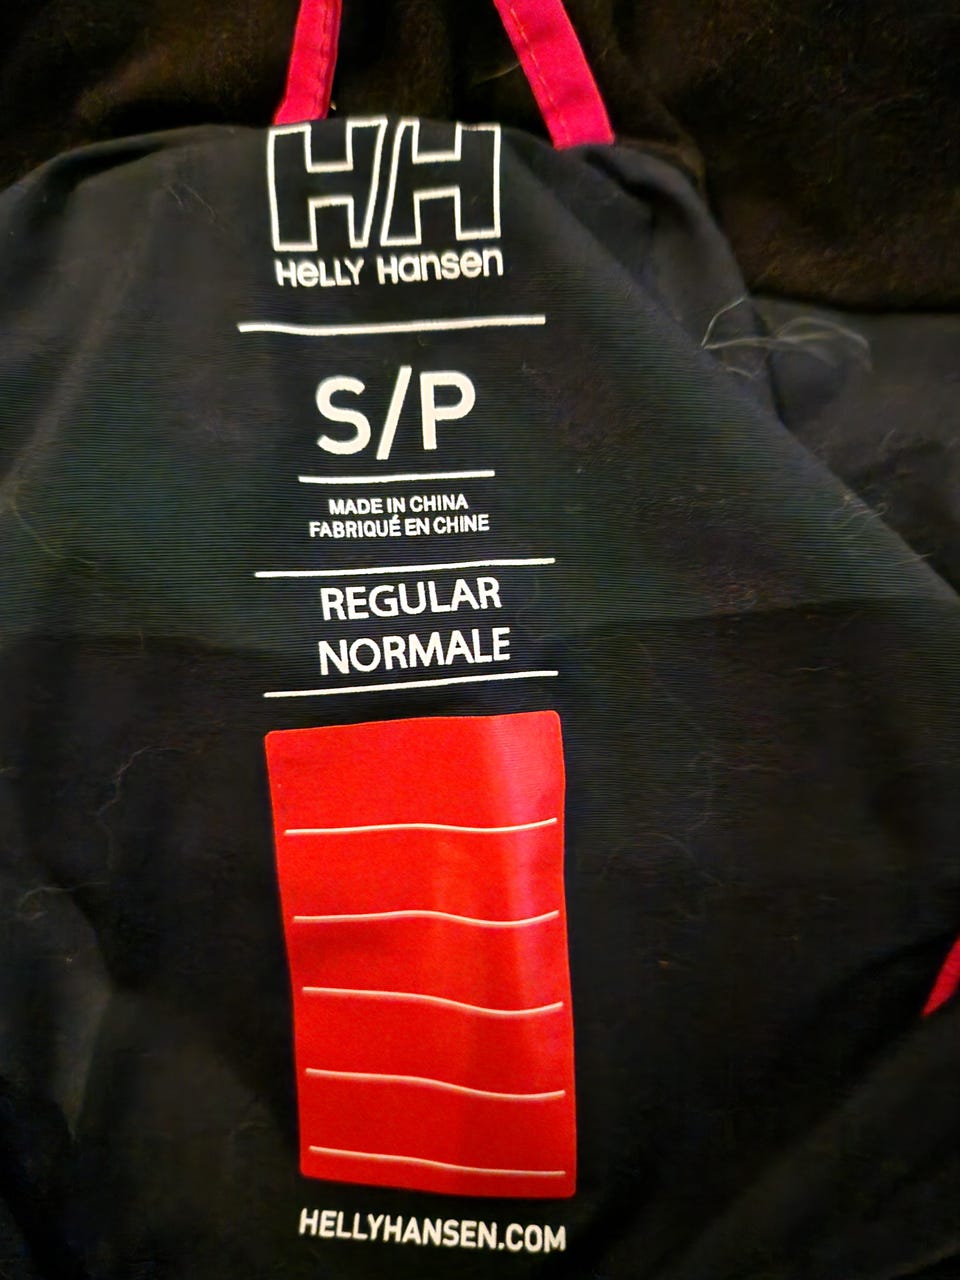 HH
Helly Hansen
S/P
MADE IN CHINA
FABRIQUÉ EN CHINE
REGULAR
NORMALE
HELLYHANSEN.COM